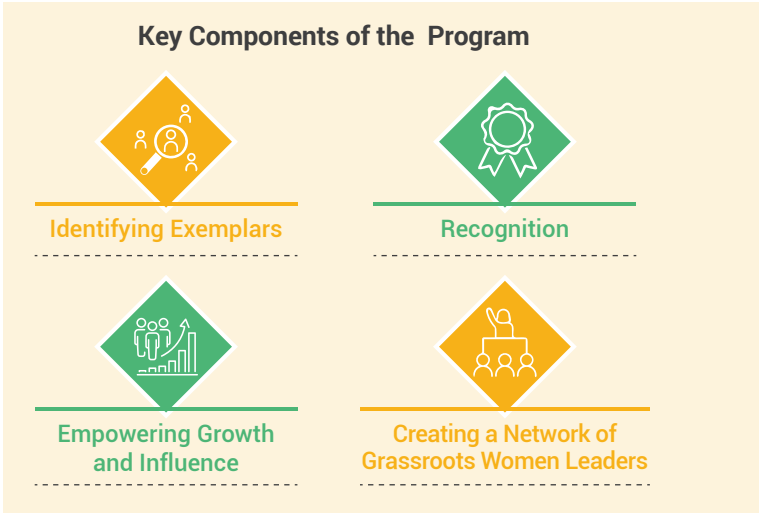 Key Components of the Program
Identifying Exemplars
Recognition
Empowering Growth
and Influence
Creating a Network of
Grassroots Women Leaders